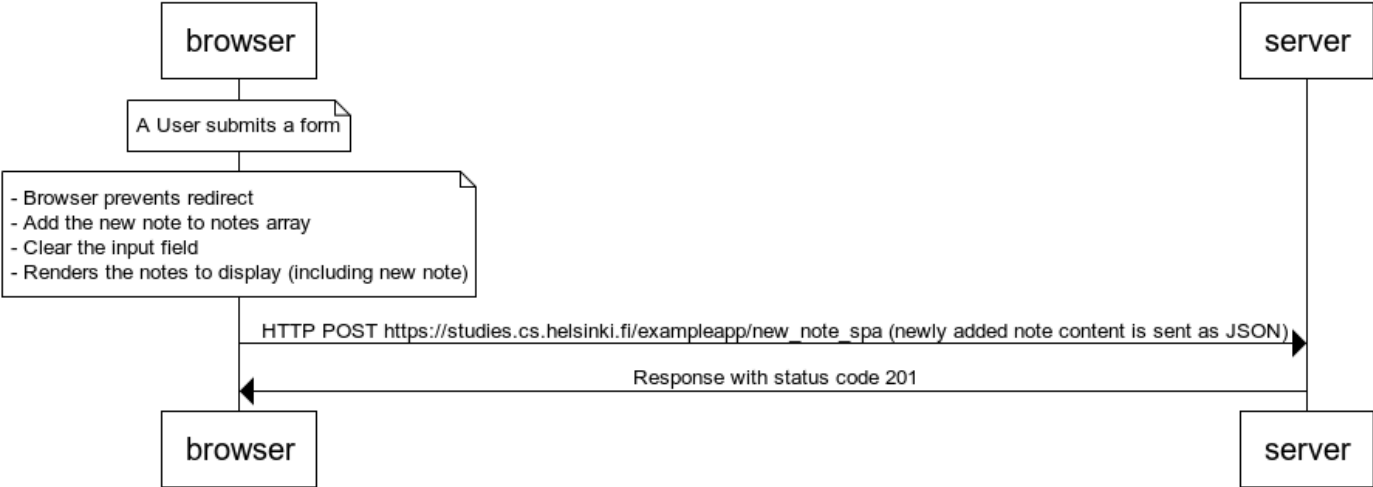 browser
server
A User submits a form
- Browser prevents redirect
- Add the new note to notes array
- Clear the input field
- Renders the notes to display (including new note)
HTTP POST https://studies.cs.helsinki.fi/exampleapp/new_note_spa (newly added note content is sent as JSON)
Response with status code 201
browser
server